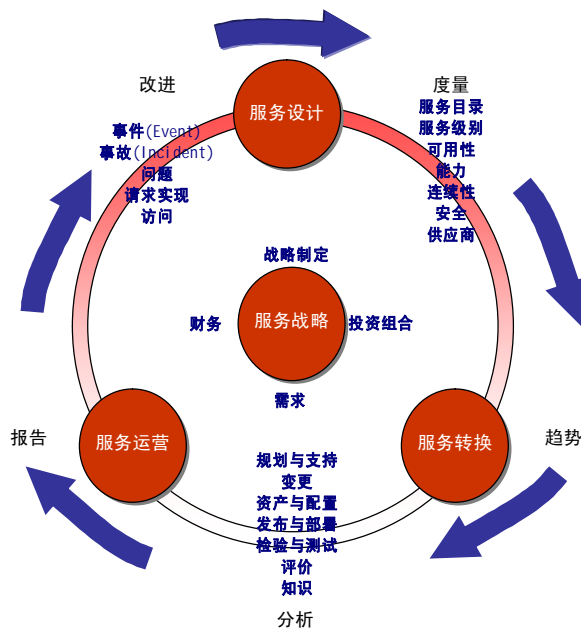 改进
度量
服务设计
服务目录
服务级别
可用性
能力
连续性
安全
供应商
事件(Event)
事故(Incident)
问题
请求实现
访问
战略制定
财务
服务战略
投资组合
需求
报告
服务运营
服务转换
趋势
规划与支持
变更
资产与配置
发布与部署
检验与测试
评价
知识
分析